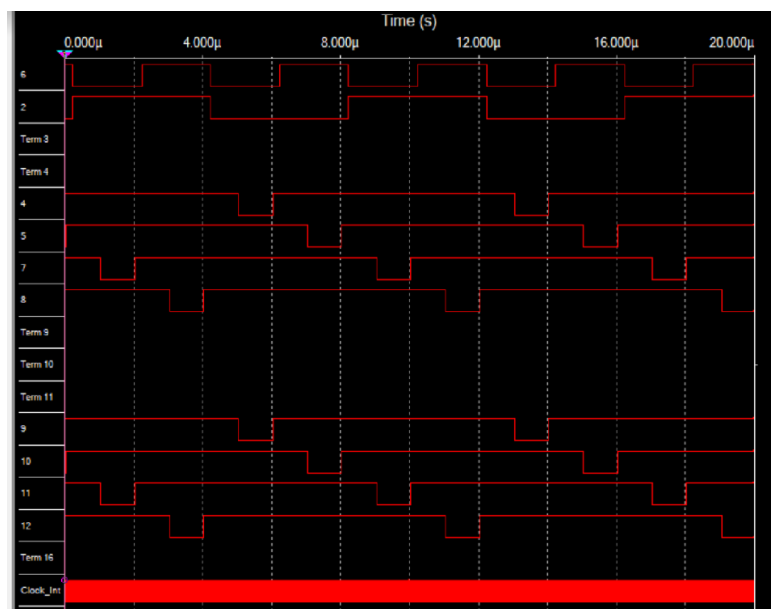 Time (s)
0.000µ 4.000µ 8.000µ 12.000µ 16.000µ 20.000µ
6
2
Term 3
Term 4
4
5
7
8
Term 9
Term 10
Term 11
9
10
11
12
Term 16
Clock_Int